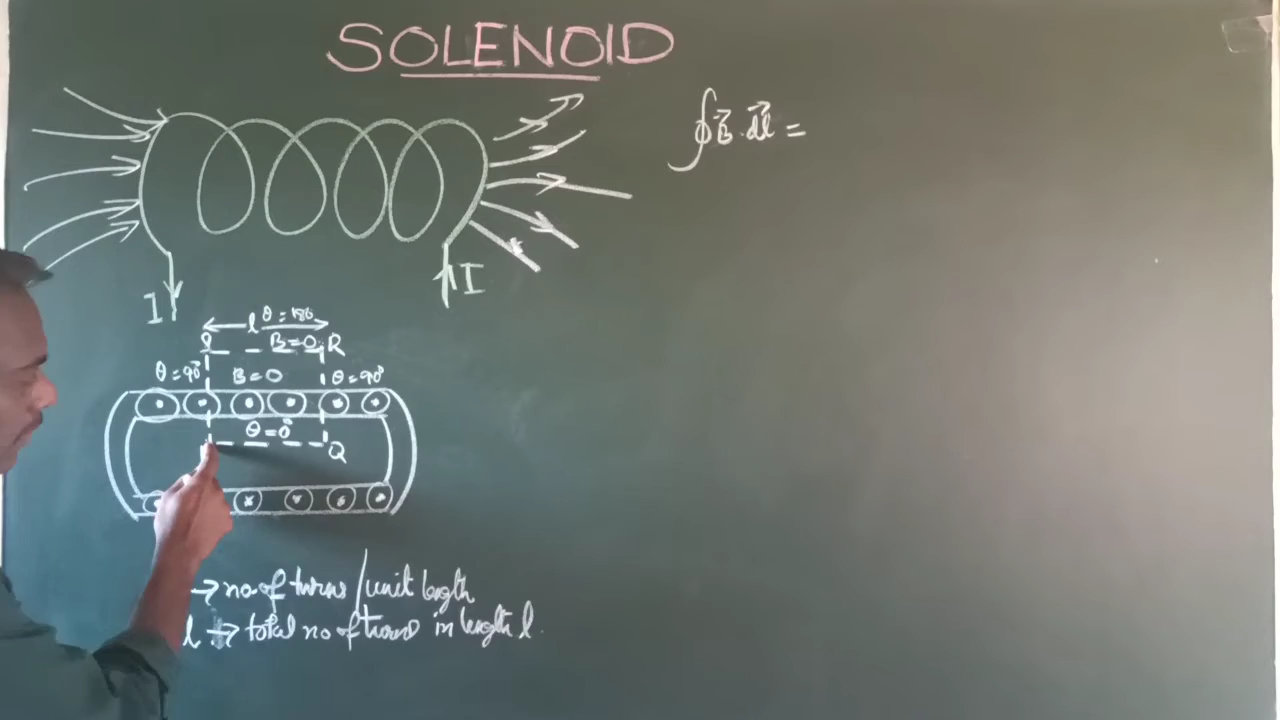 SOLENOID
∮B⃗.dl⃗ =
I I
l θ = 180
B = 0 R
θ = 90° B = 0 θ = 90°
θ = 0°
Q
→ no of turns / unit length
l → total no of turns in length l.